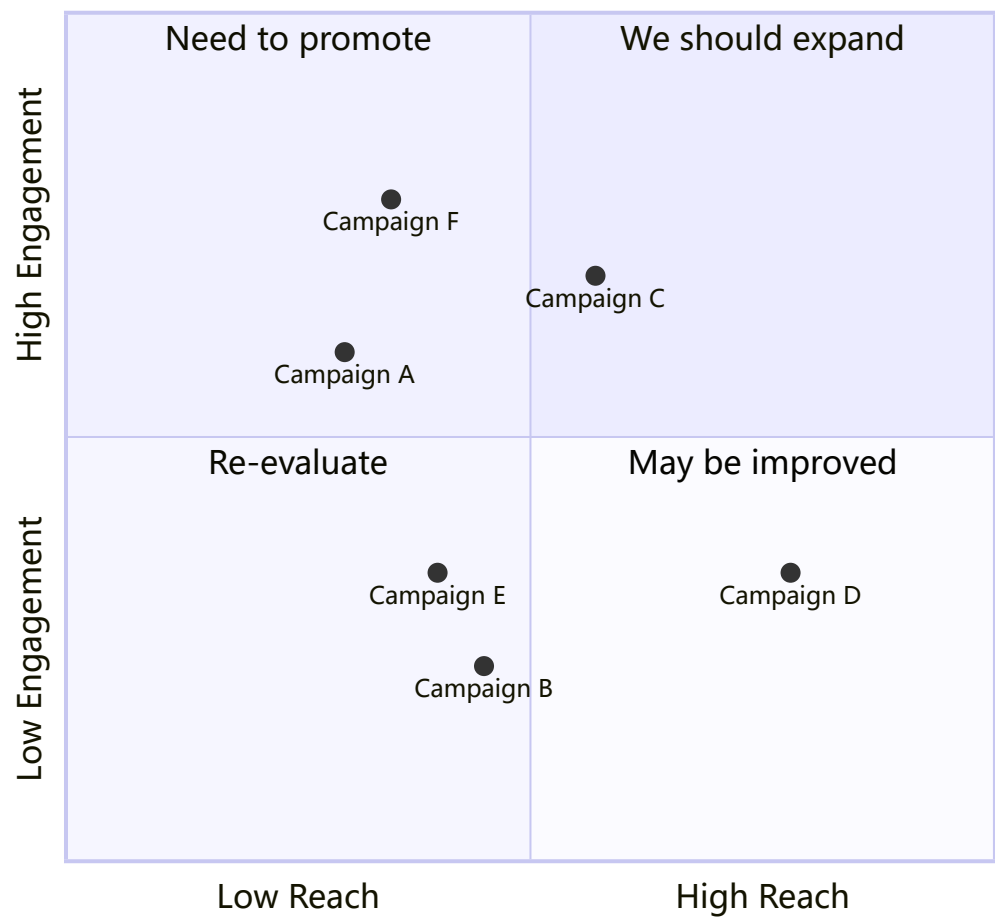 Need to promote
We should expand
High Engagement
Campaign F
Campaign C
Campaign A
Re-evaluate
May be improved
Low Engagement
Campaign E
Campaign D
Campaign B
Low Reach
High Reach